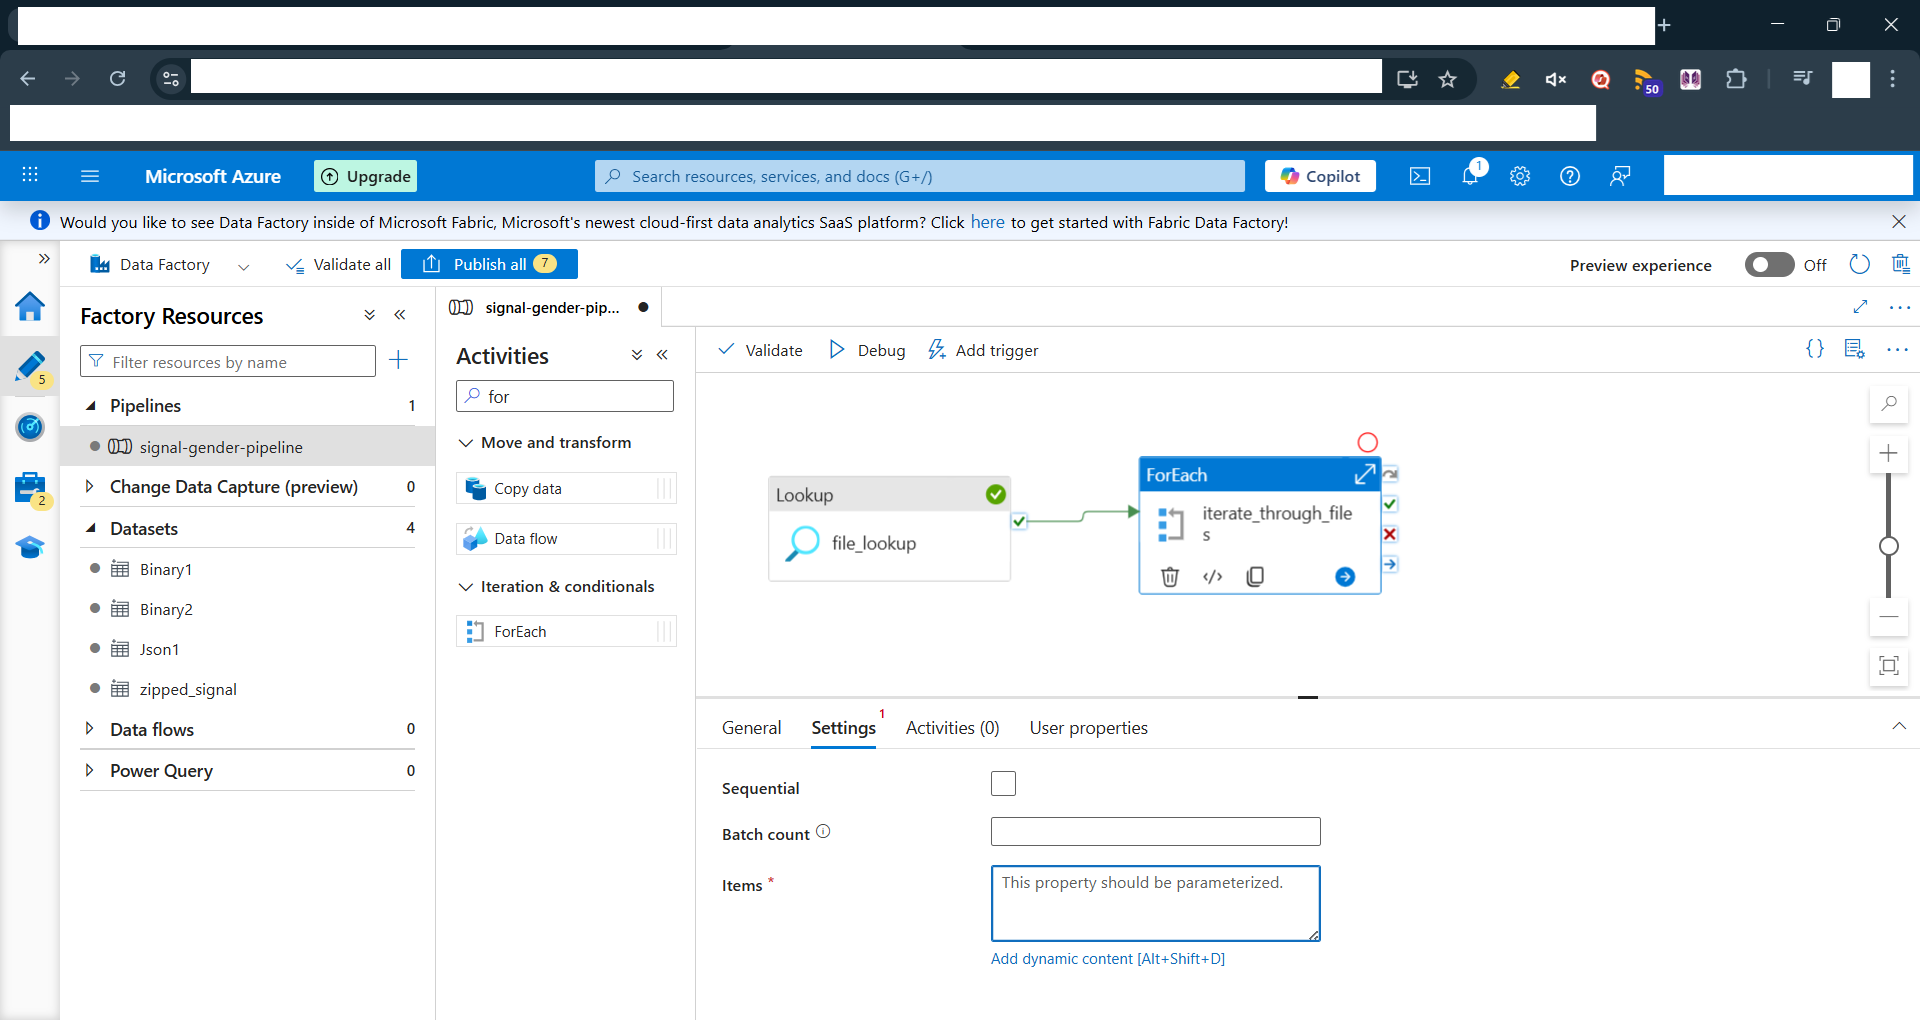 50
Microsoft Azure
Upgrade
Search resources, services, and docs (G+/)
Copilot
1
Would you like to see Data Factory inside of Microsoft Fabric, Microsoft's newest cloud-first data analytics SaaS platform? Click here to get started with Fabric Data Factory!
Data Factory
Validate all
Publish all 7
Preview experience
Off
5
2
Factory Resources
Filter resources by name
Pipelines 1
signal-gender-pipeline
Change Data Capture (preview) 0
Datasets 4
Binary1
Binary2
Json1
zipped_signal
Data flows 0
Power Query 0
signal-gender-pip...
Activities
for
Move and transform
Copy data
Data flow
Iteration & conditionals
ForEach
Validate
Debug
Add trigger
Lookup
file_lookup
ForEach
iterate_through_file
s
General
Settings 1
Activities (0)
User properties
Sequential
Batch count
Items *
This property should be parameterized.
Add dynamic content [Alt+Shift+D]